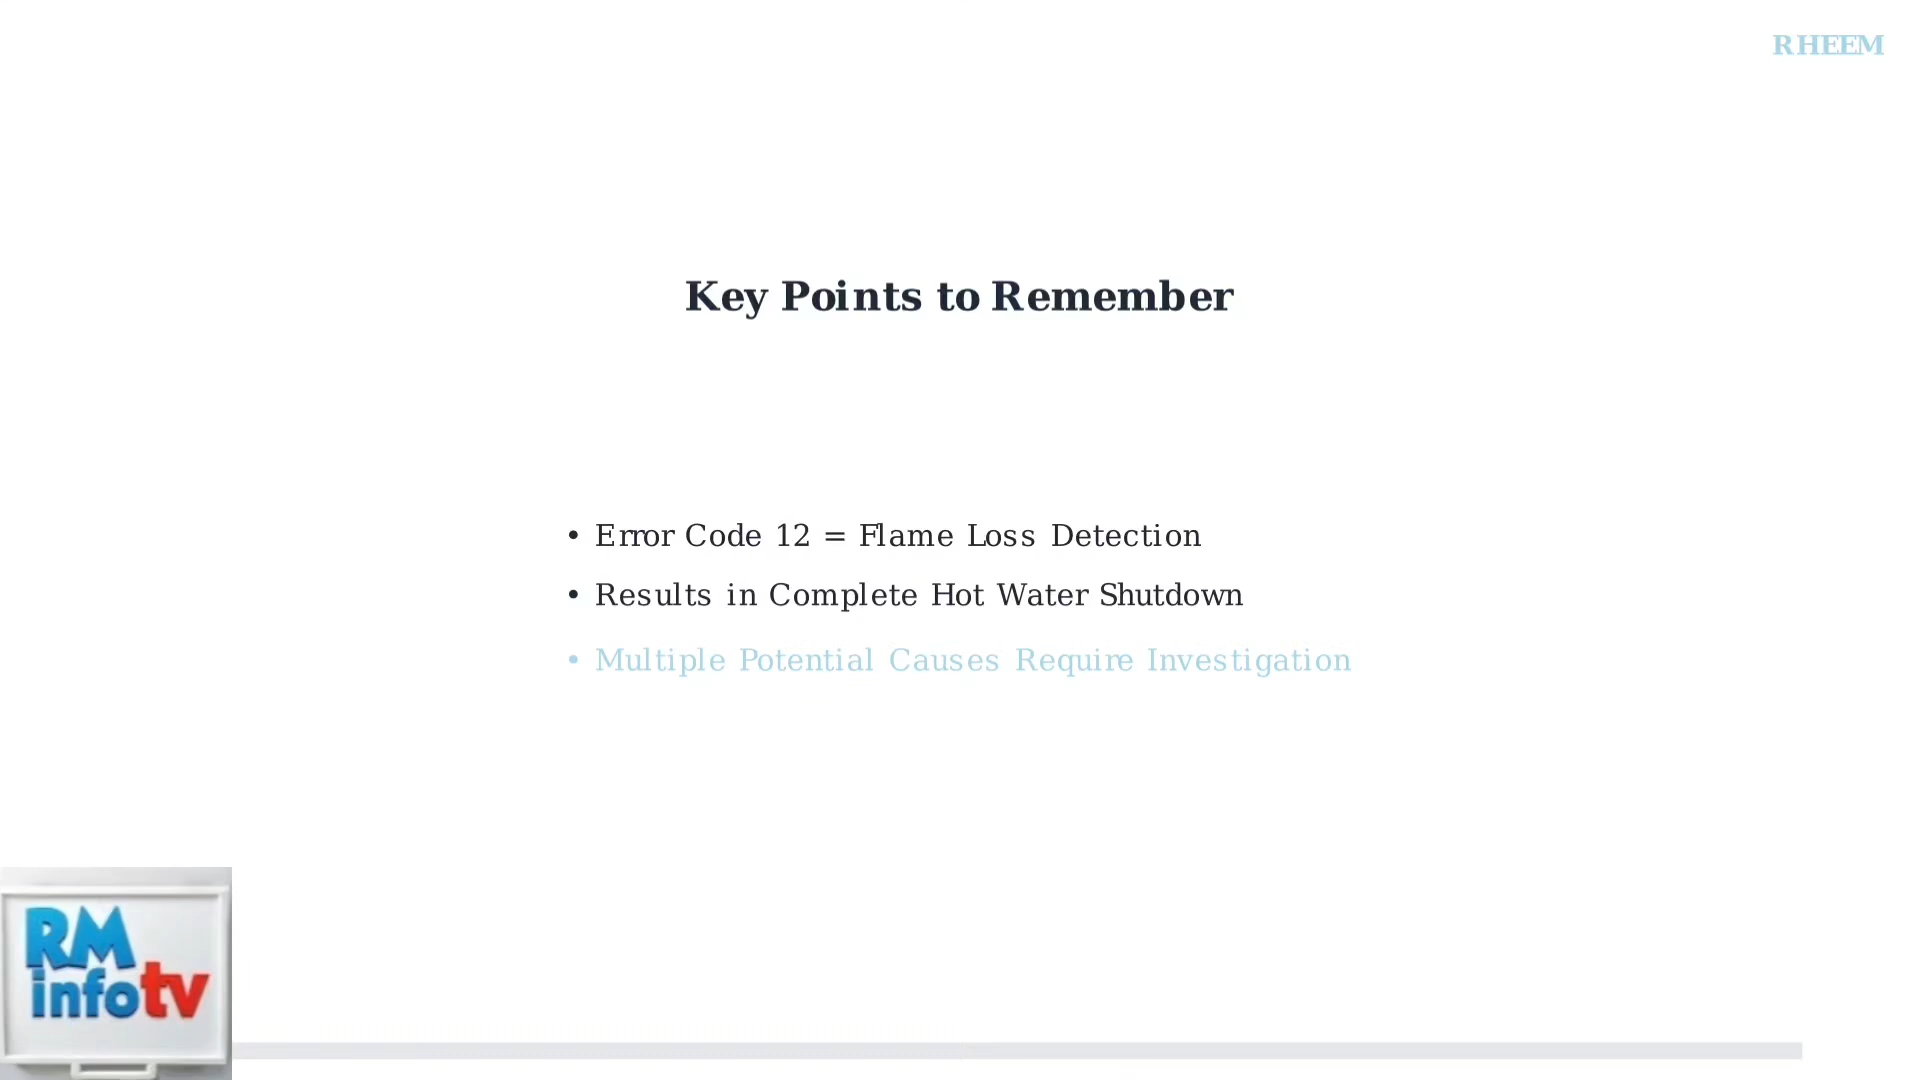 RHEEM
Key Points to Remember
• Error Code 12 = Flame Loss Detection
• Results in Complete Hot Water Shutdown
• Multiple Potential Causes Require Investigation
RM
infotv